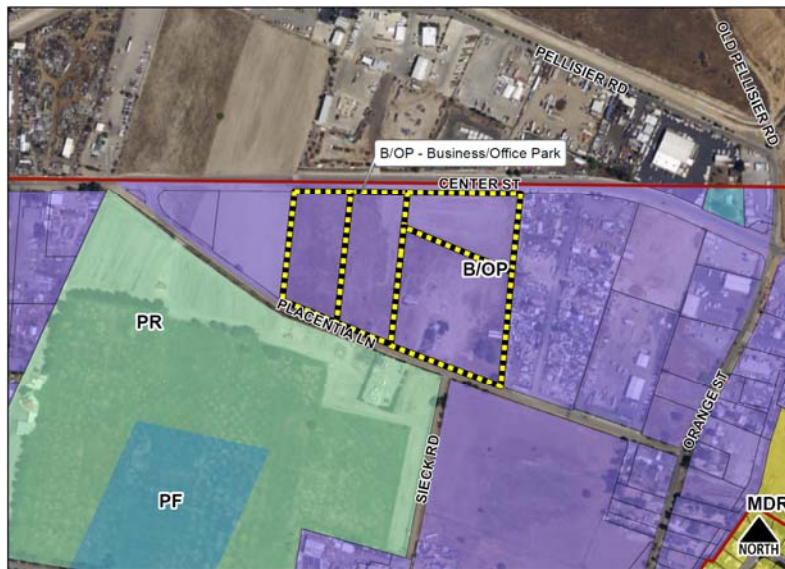 PELLISIER RD
OLD PELLISIER RD
B/OP - Business/Office Park
CENTER ST
B/OP
PLACENTIA LN
PR
ORANGE ST
SIECK RD
PF
MDR
NORTH